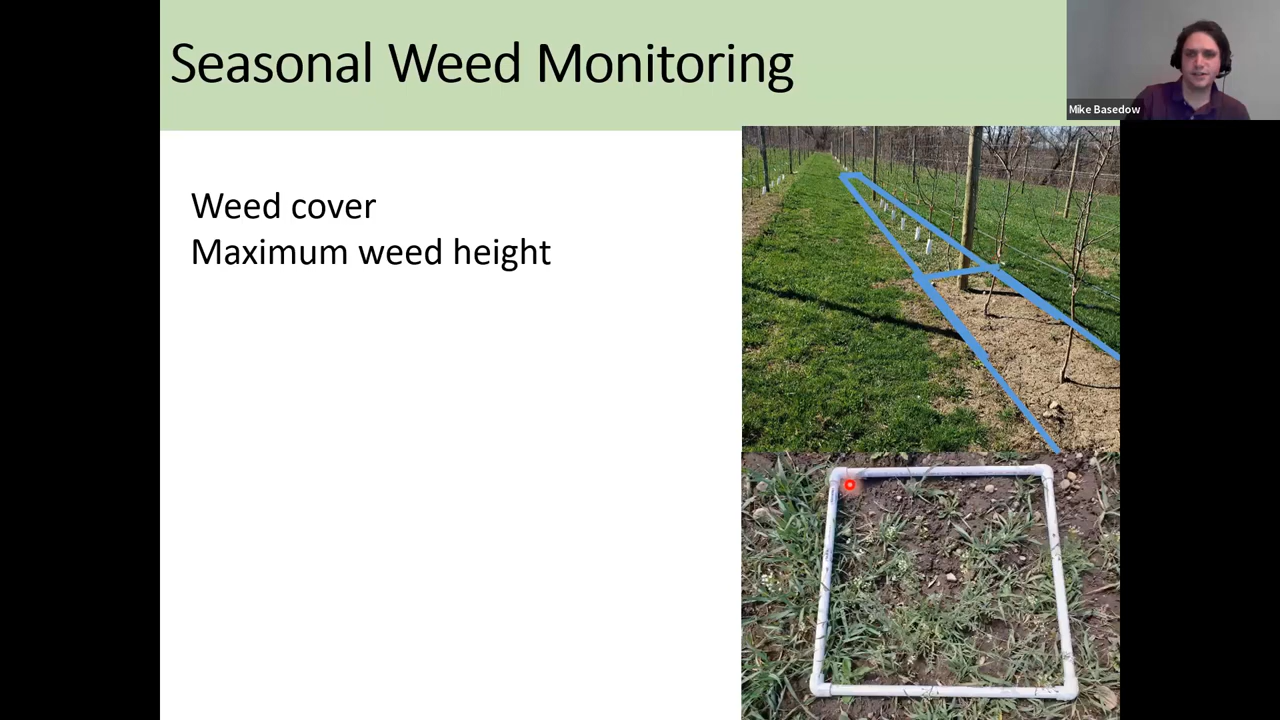 Seasonal Weed Monitoring
Mike Basedow
Weed cover
Maximum weed height